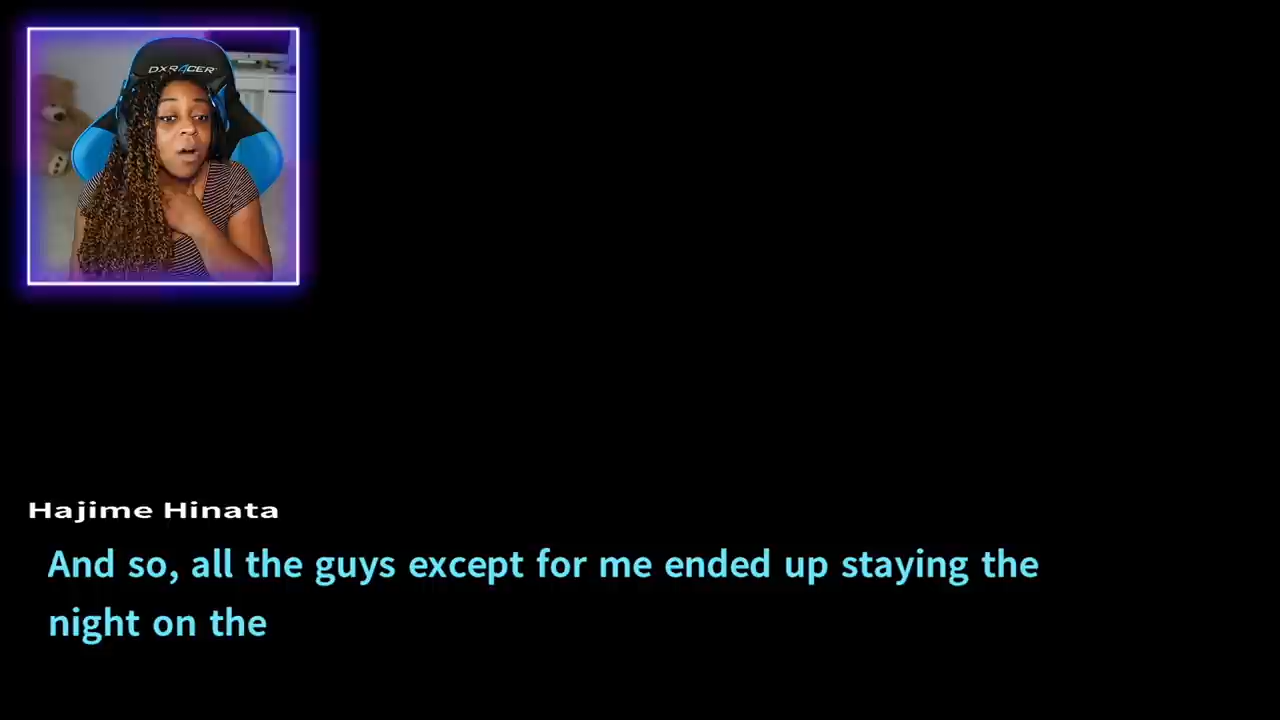 DXRACER
Hajime Hinata
And so, all the guys except for me ended up staying the
night on the